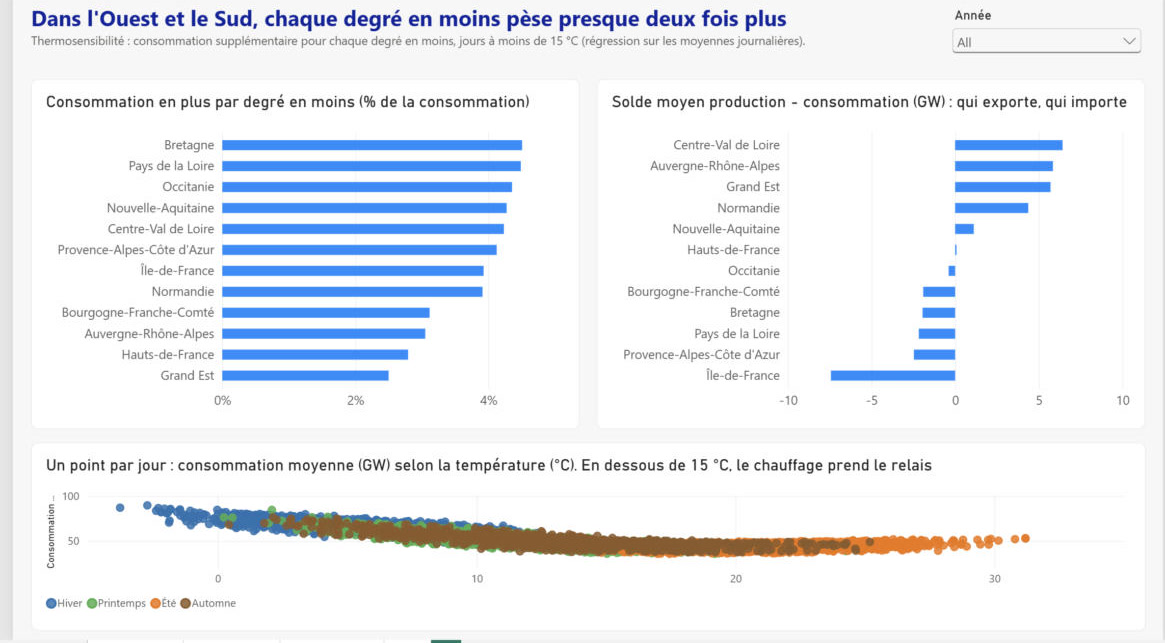 Dans l'Ouest et le Sud, chaque degré en moins pèse presque deux fois plus
Thermosensibilité : consommation supplémentaire pour chaque degré en moins, jours à moins de 15 °C (régression sur les moyennes journalières).
Année
All
Consommation en plus par degré en moins (% de la consommation)
Bretagne
Pays de la Loire
Occitanie
Nouvelle-Aquitaine
Centre-Val de Loire
Provence-Alpes-Côte d'Azur
Île-de-France
Normandie
Bourgogne-Franche-Comté
Auvergne-Rhône-Alpes
Hauts-de-France
Grand Est
0% 2% 4%
Solde moyen production - consommation (GW) : qui exporte, qui importe
Centre-Val de Loire
Auvergne-Rhône-Alpes
Grand Est
Normandie
Nouvelle-Aquitaine
Hauts-de-France
Occitanie
Bourgogne-Franche-Comté
Bretagne
Pays de la Loire
Provence-Alpes-Côte d'Azur
Île-de-France
-10 -5 0 5 10
Un point par jour : consommation moyenne (GW) selon la température (°C). En dessous de 15 °C, le chauffage prend le relais
Consommation ...
100
50
0 10 20 30
Hiver Printemps Été Automne